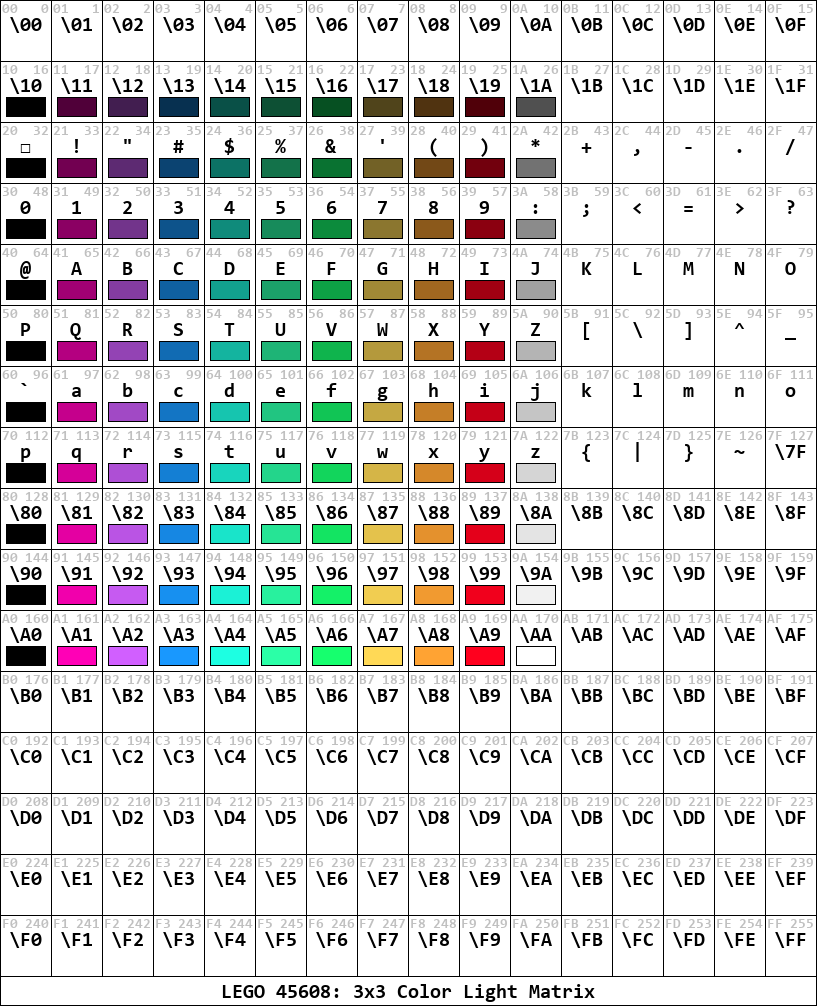 00 0 01 1 02 2 03 3 04 4 05 5 06 6 07 7 08 8 09 9 0A 10 0B 11 0C 12 0D 13 0E 14 0F 15
\00 \01 \02 \03 \04 \05 \06 \07 \08 \09 \0A \0B \0C \0D \0E \0F
10 16 11 17 12 18 13 19 14 20 15 21 16 22 17 23 18 24 19 25 1A 26 1B 27 1C 28 1D 29 1E 30 1F 31
\10 \11 \12 \13 \14 \15 \16 \17 \18 \19 \1A \1B \1C \1D \1E \1F
20 32 21 33 22 34 23 35 24 36 25 37 26 38 27 39 28 40 29 41 2A 42 2B 43 2C 44 2D 45 2E 46 2F 47
□ ! " # $ % & ' ( ) * + , - . /
30 48 31 49 32 50 33 51 34 52 35 53 36 54 37 55 38 56 39 57 3A 58 3B 59 3C 60 3D 61 3E 62 3F 63
0 1 2 3 4 5 6 7 8 9 : ; < = > ?
40 64 41 65 42 66 43 67 44 68 45 69 46 70 47 71 48 72 49 73 4A 74 4B 75 4C 76 4D 77 4E 78 4F 79
@ A B C D E F G H I J K L M N O
50 80 51 81 52 82 53 83 54 84 55 85 56 86 57 87 58 88 59 89 5A 90 5B 91 5C 92 5D 93 5E 94 5F 95
P Q R S T U V W X Y Z [ \ ] ^ _
60 96 61 97 62 98 63 99 64 100 65 101 66 102 67 103 68 104 69 105 6A 106 6B 107 6C 108 6D 109 6E 110 6F 111
` a b c d e f g h i j k l m n o
70 112 71 113 72 114 73 115 74 116 75 117 76 118 77 119 78 120 79 121 7A 122 7B 123 7C 124 7D 125 7E 126 7F 127
p q r s t u v w x y z { | } ~ \7F
80 128 81 129 82 130 83 131 84 132 85 133 86 134 87 135 88 136 89 137 8A 138 8B 139 8C 140 8D 141 8E 142 8F 143
\80 \81 \82 \83 \84 \85 \86 \87 \88 \89 \8A \8B \8C \8D \8E \8F
90 144 91 145 92 146 93 147 94 148 95 149 96 150 97 151 98 152 99 153 9A 154 9B 155 9C 156 9D 157 9E 158 9F 159
\90 \91 \92 \93 \94 \95 \96 \97 \98 \99 \9A \9B \9C \9D \9E \9F
A0 160 A1 161 A2 162 A3 163 A4 164 A5 165 A6 166 A7 167 A8 168 A9 169 AA 170 AB 171 AC 172 AD 173 AE 174 AF 175
\A0 \A1 \A2 \A3 \A4 \A5 \A6 \A7 \A8 \A9 \AA \AB \AC \AD \AE \AF
B0 176 B1 177 B2 178 B3 179 B4 180 B5 181 B6 182 B7 183 B8 184 B9 185 BA 186 BB 187 BC 188 BD 189 BE 190 BF 191
\B0 \B1 \B2 \B3 \B4 \B5 \B6 \B7 \B8 \B9 \BA \BB \BC \BD \BE \BF
C0 192 C1 193 C2 194 C3 195 C4 196 C5 197 C6 198 C7 199 C8 200 C9 201 CA 202 CB 203 CC 204 CD 205 CE 206 CF 207
\C0 \C1 \C2 \C3 \C4 \C5 \C6 \C7 \C8 \C9 \CA \CB \CC \CD \CE \CF
D0 208 D1 209 D2 210 D3 211 D4 212 D5 213 D6 214 D7 215 D8 216 D9 217 DA 218 DB 219 DC 220 DD 221 DE 222 DF 223
\D0 \D1 \D2 \D3 \D4 \D5 \D6 \D7 \D8 \D9 \DA \DB \DC \DD \DE \DF
E0 224 E1 225 E2 226 E3 227 E4 228 E5 229 E6 230 E7 231 E8 232 E9 233 EA 234 EB 235 EC 236 ED 237 EE 238 EF 239
\E0 \E1 \E2 \E3 \E4 \E5 \E6 \E7 \E8 \E9 \EA \EB \EC \ED \EE \EF
F0 240 F1 241 F2 242 F3 243 F4 244 F5 245 F6 246 F7 247 F8 248 F9 249 FA 250 FB 251 FC 252 FD 253 FE 254 FF 255
\F0 \F1 \F2 \F3 \F4 \F5 \F6 \F7 \F8 \F9 \FA \FB \FC \FD \FE \FF
LEGO 45608: 3x3 Color Light Matrix